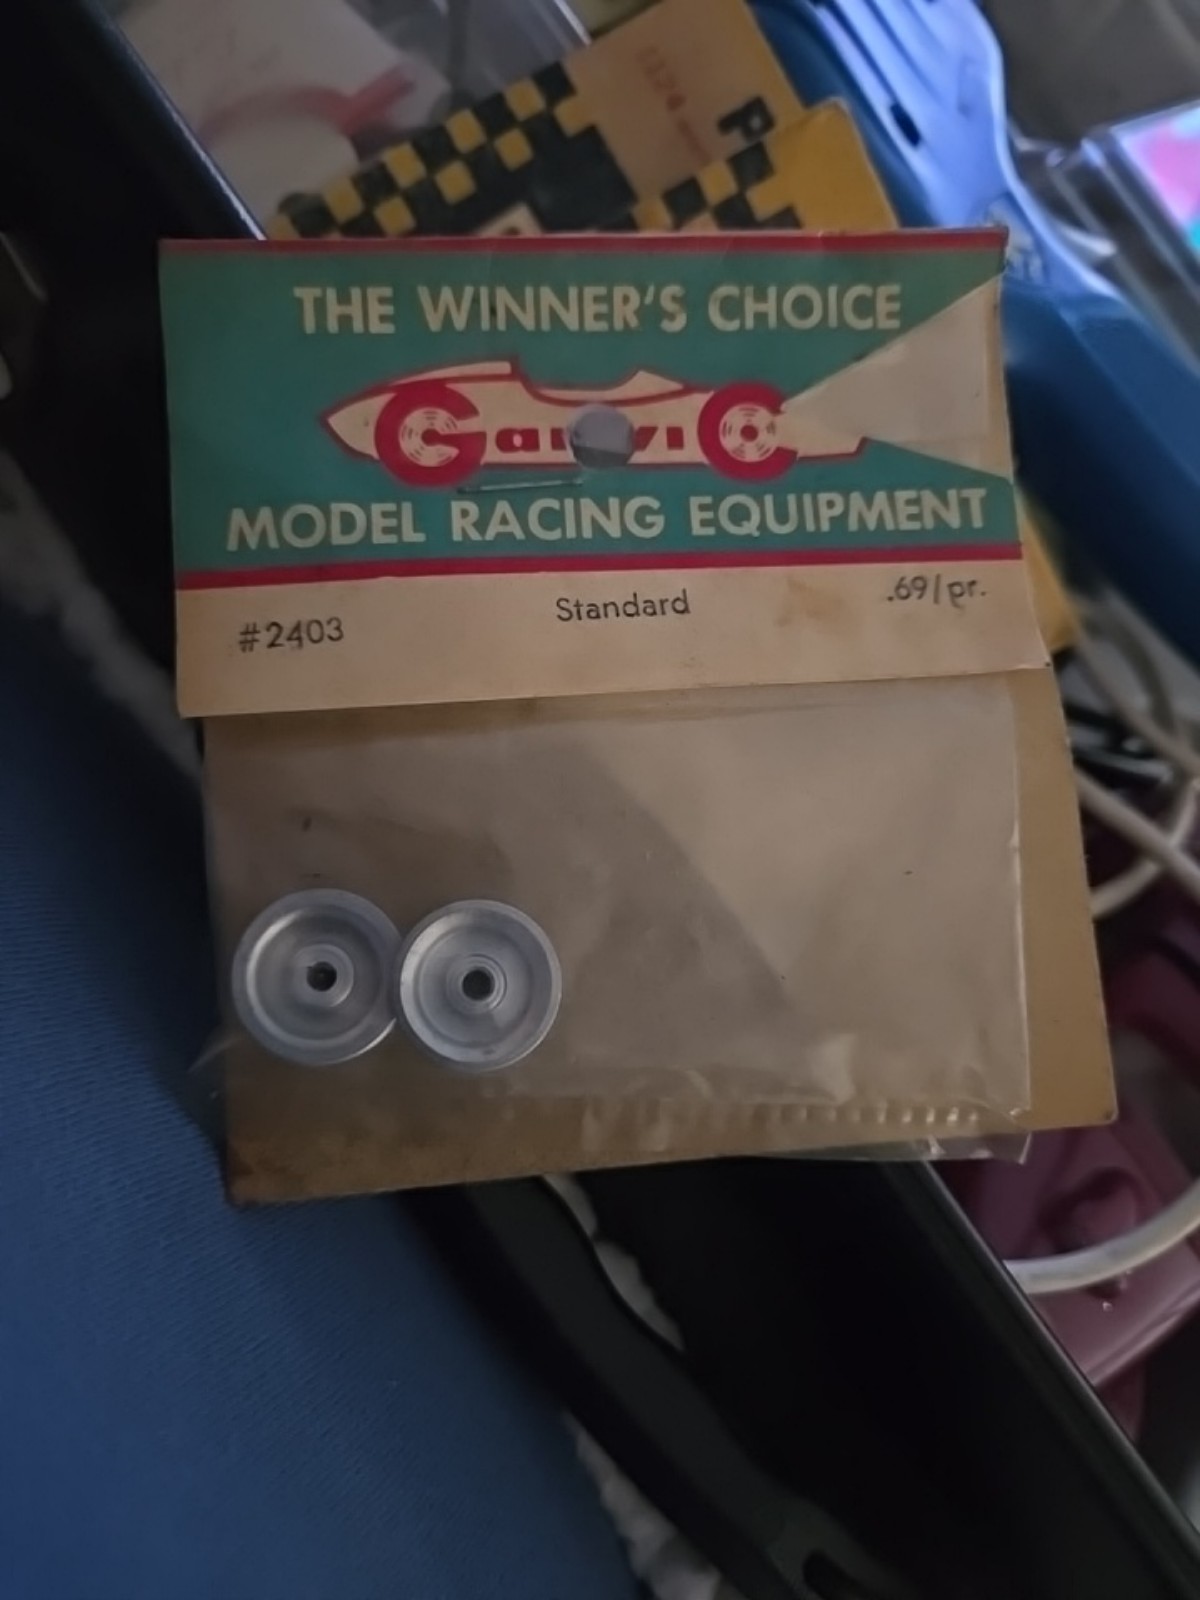 THE WINNER'S CHOICE
MODEL RACING EQUIPMENT
#2403 Standard .69/pr.